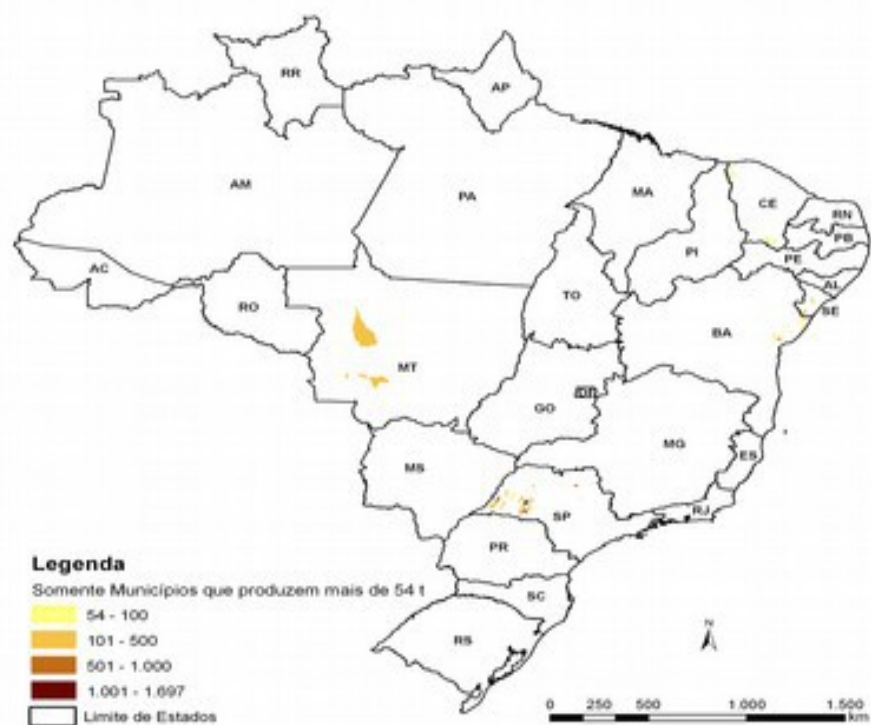 RR
AP
AM
PA
MA
CE
RN
PB
PI
PE
AC
AL
SE
RO
TO
BA
MT
DF
GO
MG
ES
MS
RJ
SP
PR
SC
RS
Legenda
Somente Municípios que produzem mais de 54 t
54 - 100
101 - 500
501 - 1.000
1.001 - 1.697
Limite de Estados
N
0 250 500 1.000 1.500
km